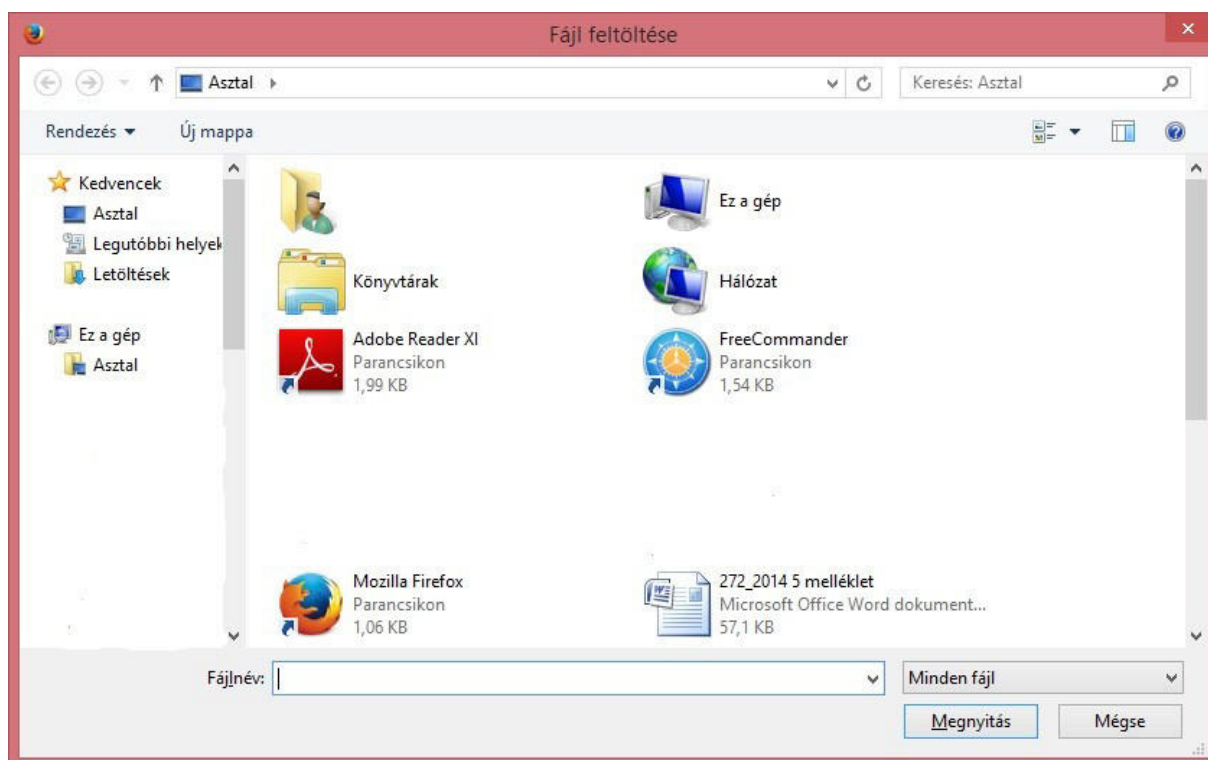 Fájl feltöltése
Asztal
Keresés: Asztal
Rendezés
Új mappa
Kedvencek
Asztal
Legutóbbi helyek
Letöltések
Ez a gép
Asztal
Ez a gép
Könyvtárak
Hálózat
Adobe Reader XI
Parancsikon
1,99 KB
FreeCommander
Parancsikon
1,54 KB
Mozilla Firefox
Parancsikon
1,06 KB
272_2014 5 melléklet
Microsoft Office Word dokument...
57,1 KB
Fájlnév:
Minden fájl
Megnyitás
Mégse